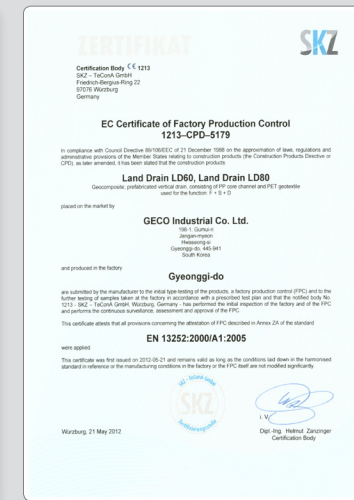 SKZ
ZERTIFIKAT
Certification Body CE 1213
SKZ - TeConA GmbH
Friedrich-Bergius-Ring 22
97076 Würzburg
Germany
EC Certificate of Factory Production Control
1213–CPD–5179
In compliance with Council Directive 89/106/EEC of 21 December 1988 on the approximation of laws, regulations and
administrative provisions of the Member States relating to construction products (the Construction Products Directive or
CPD), as later amended, it has been stated that the construction products
Land Drain LD60, Land Drain LD80
Geocomposite, prefabricated vertical drain, consisting of PP core channel and PET geotextile
used for the function: F + S + D
placed on the market by
GECO Industrial Co. Ltd.
198-1, Gumui-ri
Jangan-myeon
Hwaseong-si
Gyeonggi-do, 445-941
South Korea
and produced in the factory
Gyeonggi-do
are submitted by the manufacturer to the initial type-testing of the products, a factory production control (FPC) and to the
further testing of samples taken at the factory in accordance with a prescribed test plan and that the notified body No.
1213 - SKZ – TeConA GmbH, Würzburg, Germany - has performed the initial inspection of the factory and of the FPC
and performs the continuous surveillance, assessment and approval of the FPC.
This certificate attests that all provisions concerning the attestation of FPC described in Annex ZA of the standard
EN 13252:2000/A1:2005
were applied.
This certificate was first issued on 2012-05-21 and remains valid as long as the conditions laid down in the harmonised
standard in reference or the manufacturing conditions in the factory or the FPC itself are not modified significantly.
SKZ - TeConA GmbH
SKZ
Zertifizierungsstelle
i. V.
Würzburg, 21 May 2012
Dipl.-Ing. Helmut Zanzinger
Certification Body